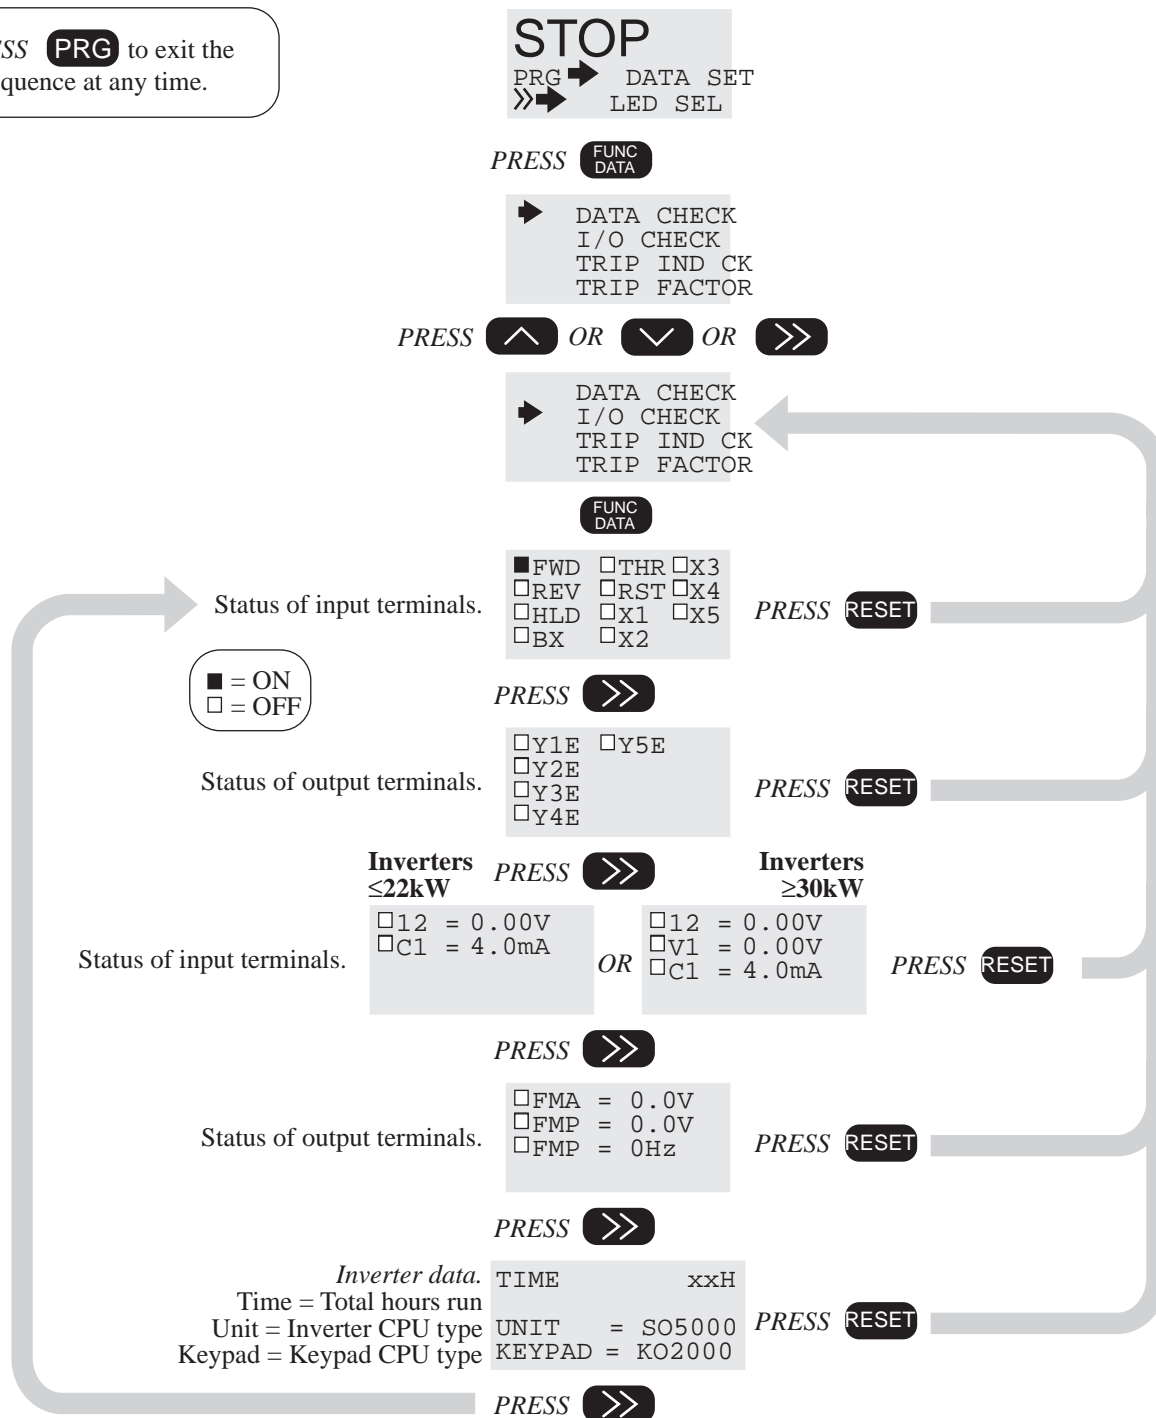 PRG to exit the
at any time.
STOP
PRG DATA SET
LED SEL
PRESS FUNC DATA
DATA CHECK
I/O CHECK
TRIP IND CK
TRIP FACTOR
PRESS OR OR
DATA CHECK
I/O CHECK
TRIP IND CK
TRIP FACTOR
FUNC DATA
Status of input terminals.
■FWD □THR □X3
□REV □RST □X4
□HLD □X1 □X5
□BX □X2
PRESS RESET
■ = ON
□ = OFF
PRESS
Status of output terminals.
□Y1E □Y5E
□Y2E
□Y3E
□Y4E
PRESS RESET
Inverters
≤22kW
PRESS
Inverters
≥30kW
Status of input terminals.
□12 = 0.00V
□C1 = 4.0mA
OR
□12 = 0.00V
□V1 = 0.00V
□C1 = 4.0mA
PRESS RESET
PRESS
Status of output terminals.
□FMA = 0.0V
□FMP = 0.0V
□FMP = 0Hz
PRESS RESET
PRESS
Inverter data.
Time = Total hours run
Unit = Inverter CPU type
Keypad = Keypad CPU type
TIME xxH
UNIT = SO5000
KEYPAD = KO2000
PRESS RESET
PRESS